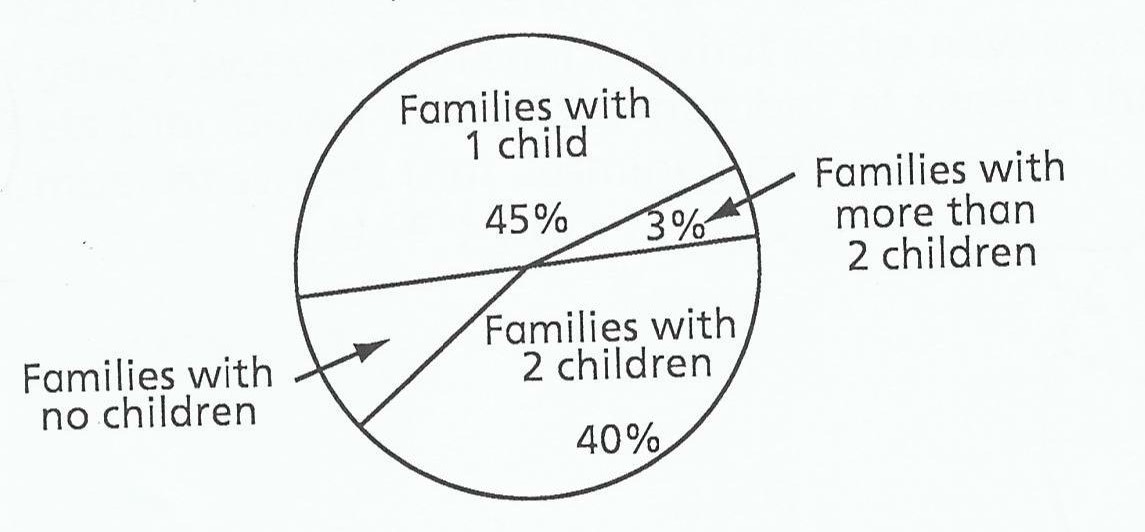 Families with
1 child
45%
3%
Families with
more than
2 children
Families with
2 children
40%
Families with
no children